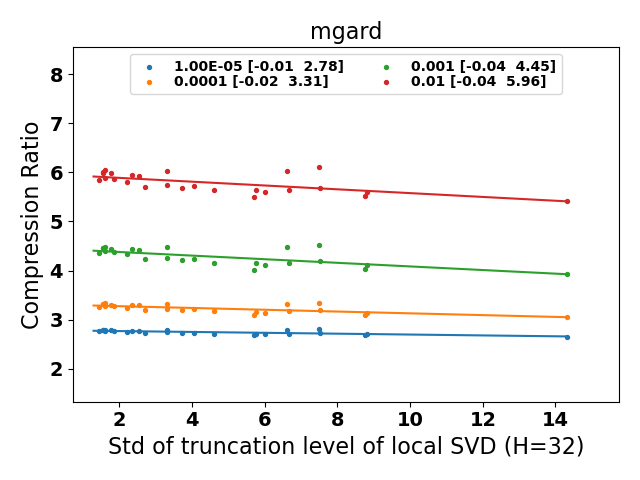 mgard
1.00E-05 [-0.01  2.78]
0.0001 [-0.02  3.31]
0.001 [-0.04  4.45]
0.01 [-0.04  5.96]
Compression Ratio
8
7
6
5
4
3
2
2 4 6 8 10 12 14
Std of truncation level of local SVD (H=32)